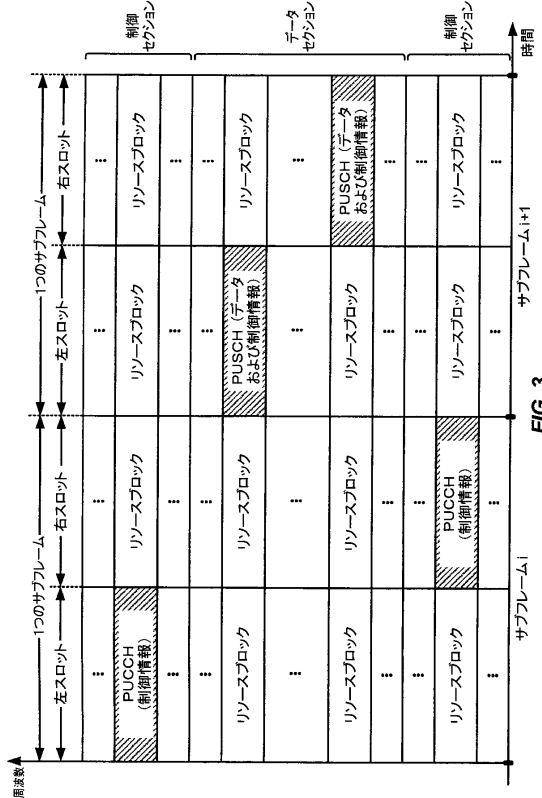 周波数
1つのサブフレーム
1つのサブフレーム
左スロット
右スロット
左スロット
右スロット
...
...
...
...
PUCCH
(制御情報)
リソースブロック
リソースブロック
リソースブロック
制御
セクション
...
...
...
...
...
...
...
...
リソースブロック
リソースブロック
PUSCH(データ
および制御情報)
リソースブロック
データ
セクション
...
...
...
...
リソースブロック
リソースブロック
リソースブロック
PUSCH(データ
および制御情報)
...
...
...
...
...
...
...
...
リソースブロック
PUCCH
(制御情報)
リソースブロック
リソースブロック
制御
セクション
...
...
...
...
サブフレームi
サブフレームi+1
時間
FIG. 3